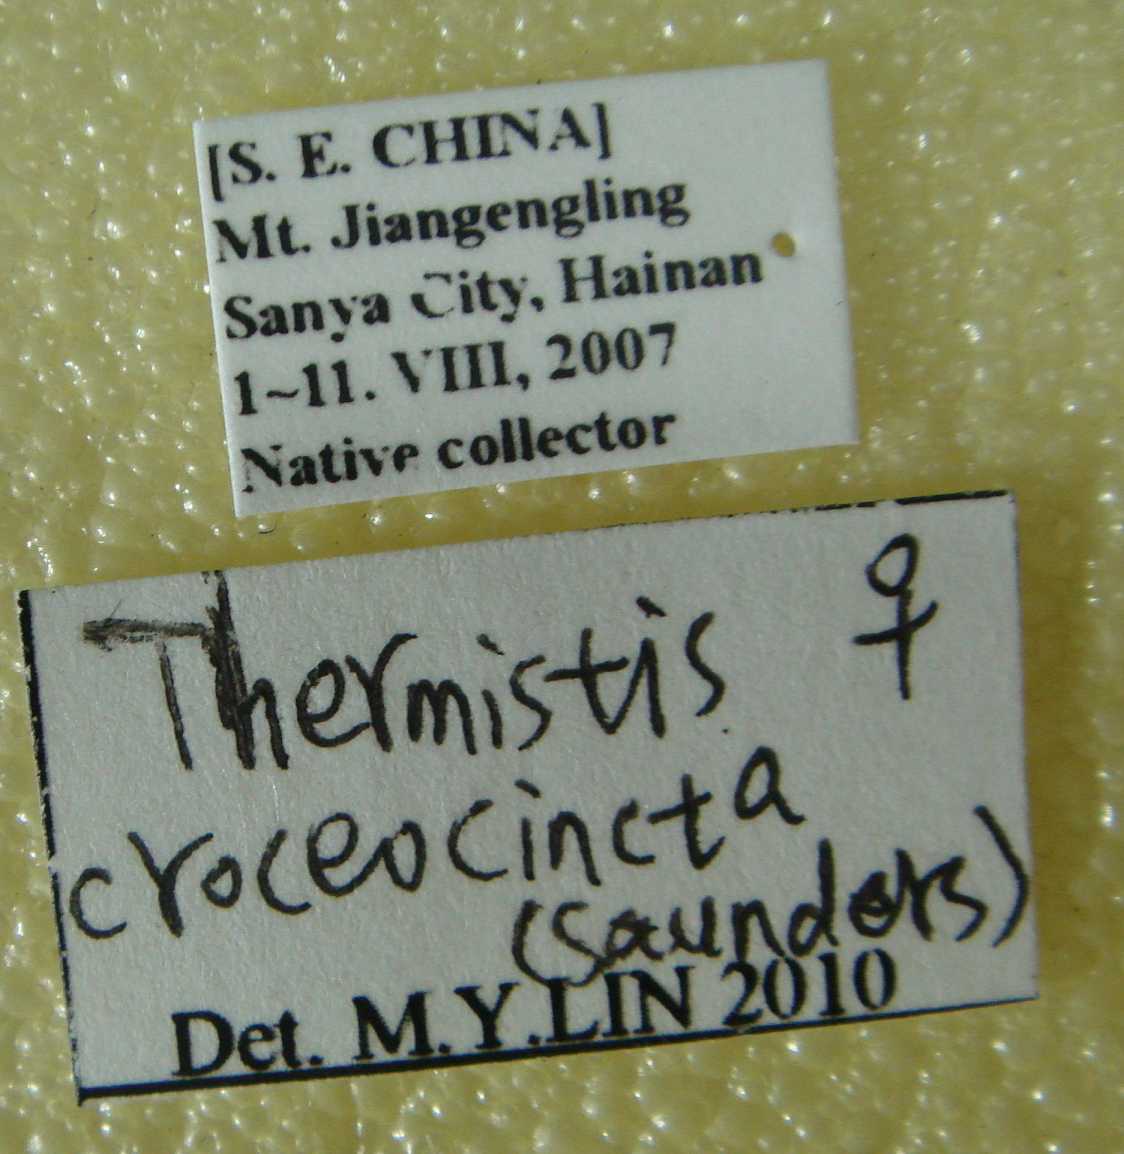 [S. E. CHINA]
Mt. Jiangengling
Sanya City, Hainan
1~11. VIII, 2007
Native collector
Thermistis ♀
croceocincta
(saunders)
Det. M.Y.LIN 2010